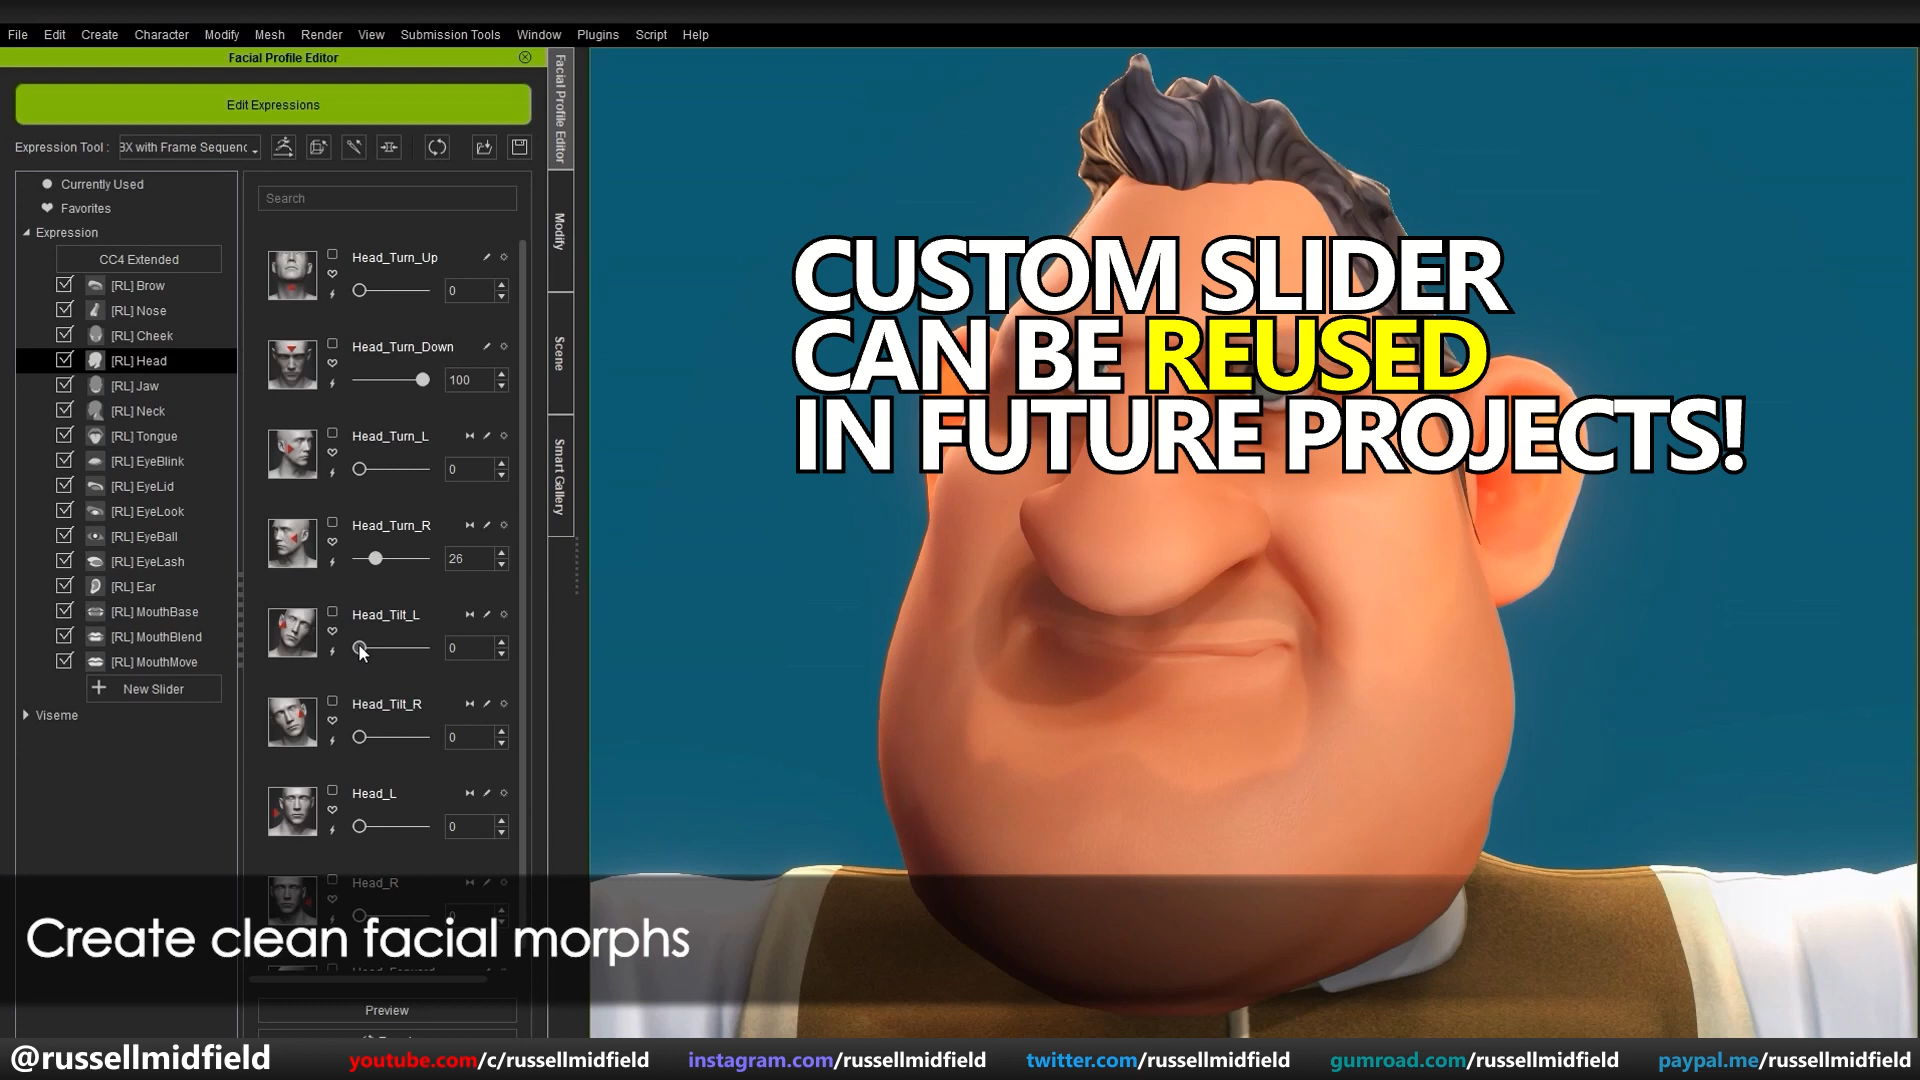 File Edit Create Character Modify Mesh Render View Submission Tools Window Plugins Script Help
Facial Profile Editor
Edit Expressions
Expression Tool : BX with Frame Sequenc
Currently Used
Favorites
Expression
CC4 Extended
[RL] Brow
[RL] Nose
[RL] Cheek
[RL] Head
[RL] Jaw
[RL] Neck
[RL] Tongue
[RL] EyeBlink
[RL] EyeLid
[RL] EyeLook
[RL] EyeBall
[RL] EyeLash
[RL] Ear
[RL] MouthBase
[RL] MouthBlend
[RL] MouthMove
New Slider
Viseme
Search
Head_Turn_Up
0
Head_Turn_Down
100
Head_Turn_L
0
Head_Turn_R
26
Head_Tilt_L
0
Head_Tilt_R
0
Head_L
0
Head_R
0
Preview
Facial Profile Editor
Modify
Scene
Smart Gallery
CUSTOM SLIDER
CAN BE REUSED
IN FUTURE PROJECTS!
Create clean facial morphs
@russellmidfield youtube.com/c/russellmidfield instagram.com/russellmidfield twitter.com/russellmidfield gumroad.com/russellmidfield paypal.me/russellmidfield